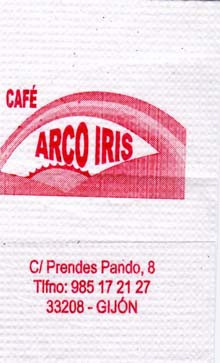 CAFÉ
ARCO IRIS
C/ Prendes Pando, 8
Tlfno: 985 17 21 27
33208 - GIJÓN